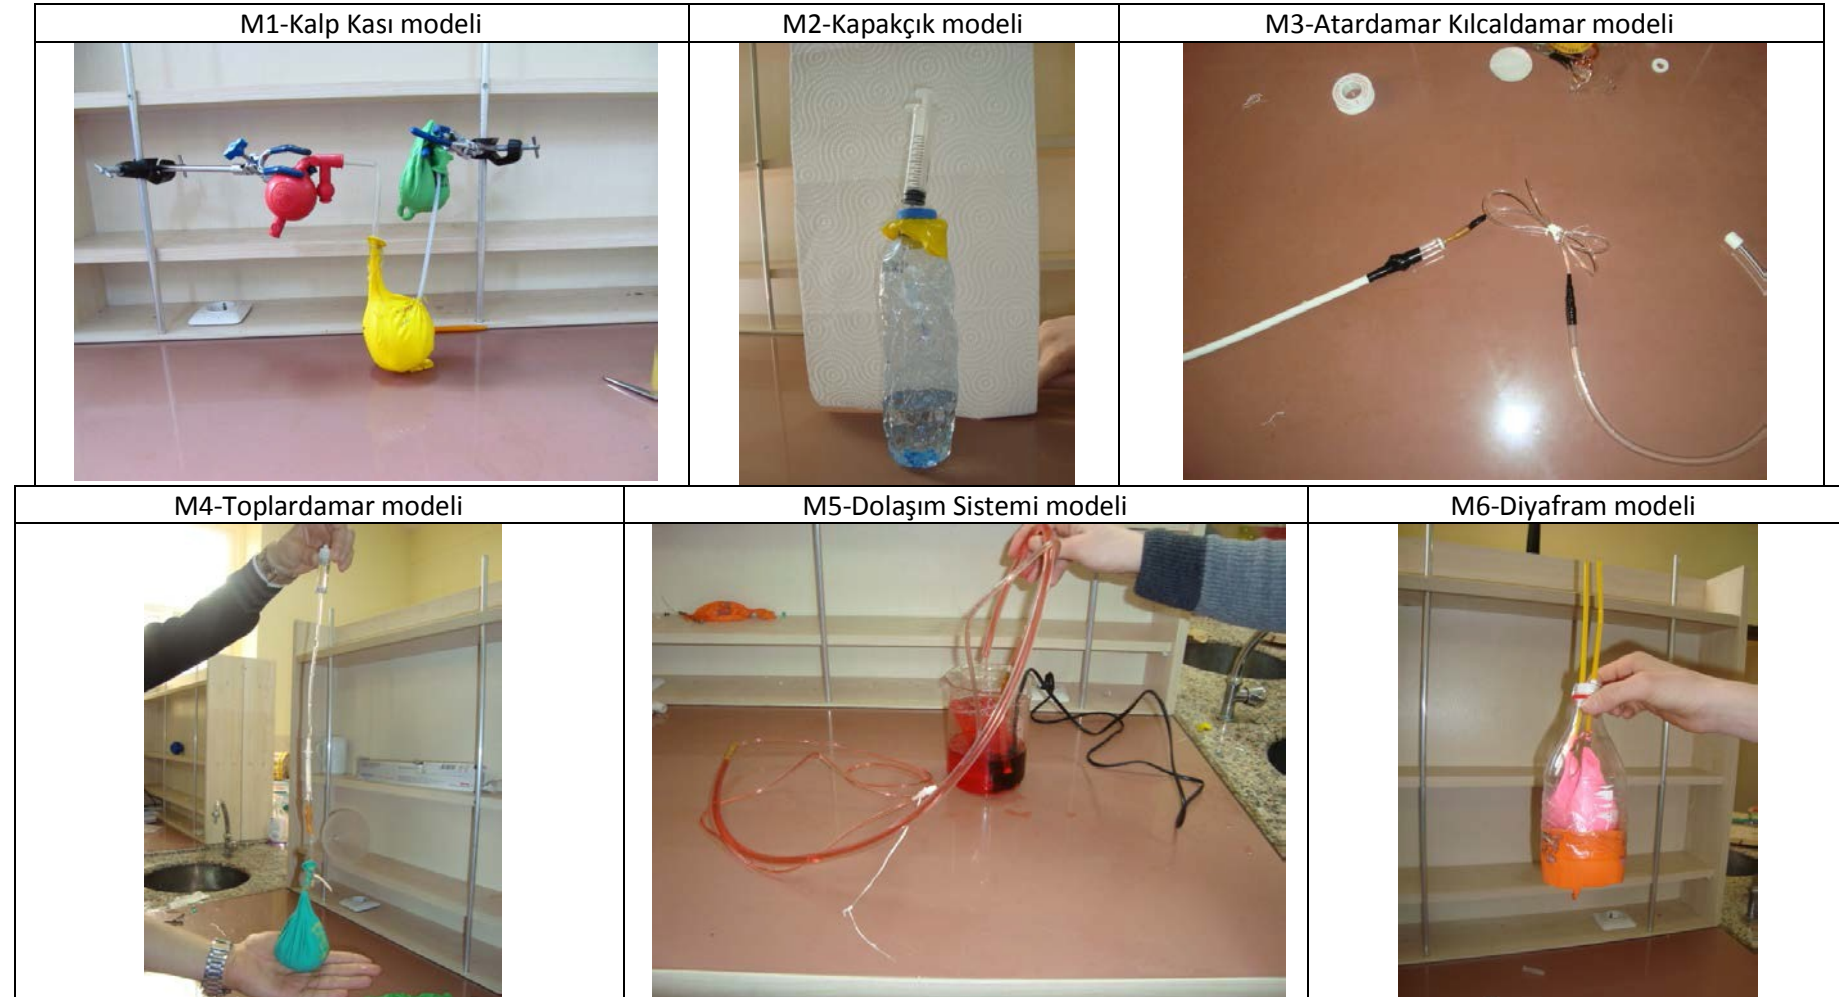 M1-Kalp Kası modeli
M2-Kapakçık modeli
M3-Atardamar Kılcaldamar modeli
M4-Toplardamar modeli
M5-Dolaşım Sistemi modeli
M6-Diyafram modeli